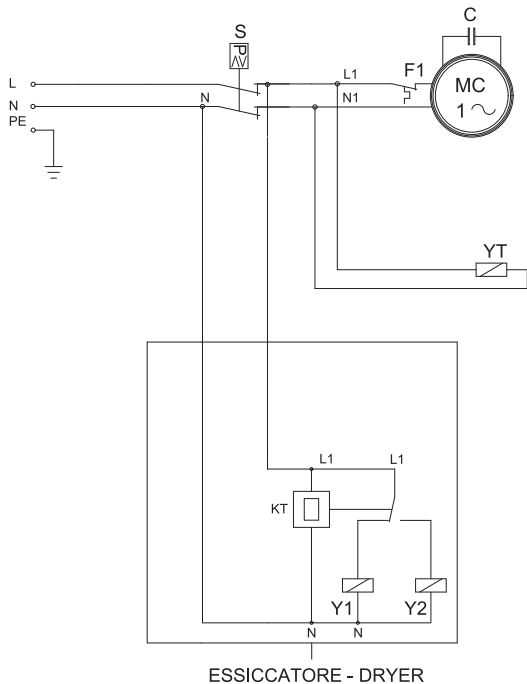 C
S
P
L1
F1
L
MC
N
N
N1
1
PE
YT
L1
L1
KT
Y1
Y2
N
N
ESSICCATORE - DRYER